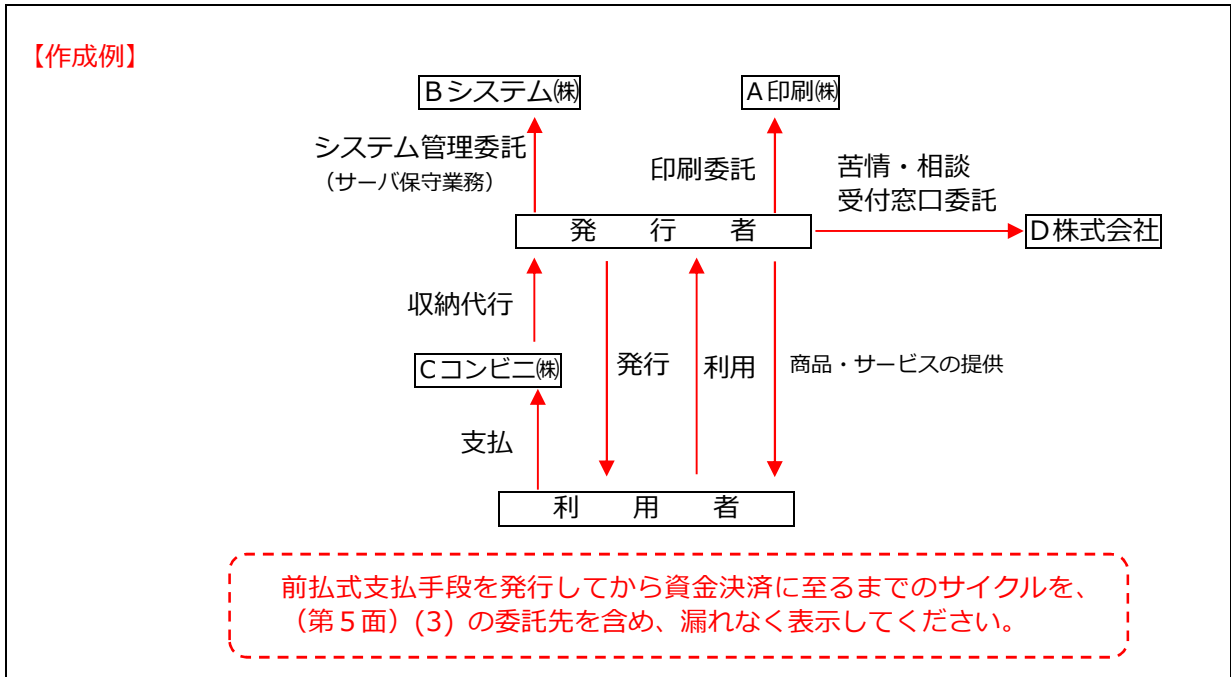 【作成例】
Ｂシステム㈱
Ａ印刷㈱
システム管理委託
（サーバ保守業務）
印刷委託
苦情・相談
受付窓口委託
発　行　者
Ｄ株式会社
収納代行
Ｃコンビニ㈱
発行
利用
商品・サービスの提供
支払
利　用　者
前払式支払手段を発行してから資金決済に至るまでのサイクルを、
（第５面）(3) の委託先を含め、漏れなく表示してください。